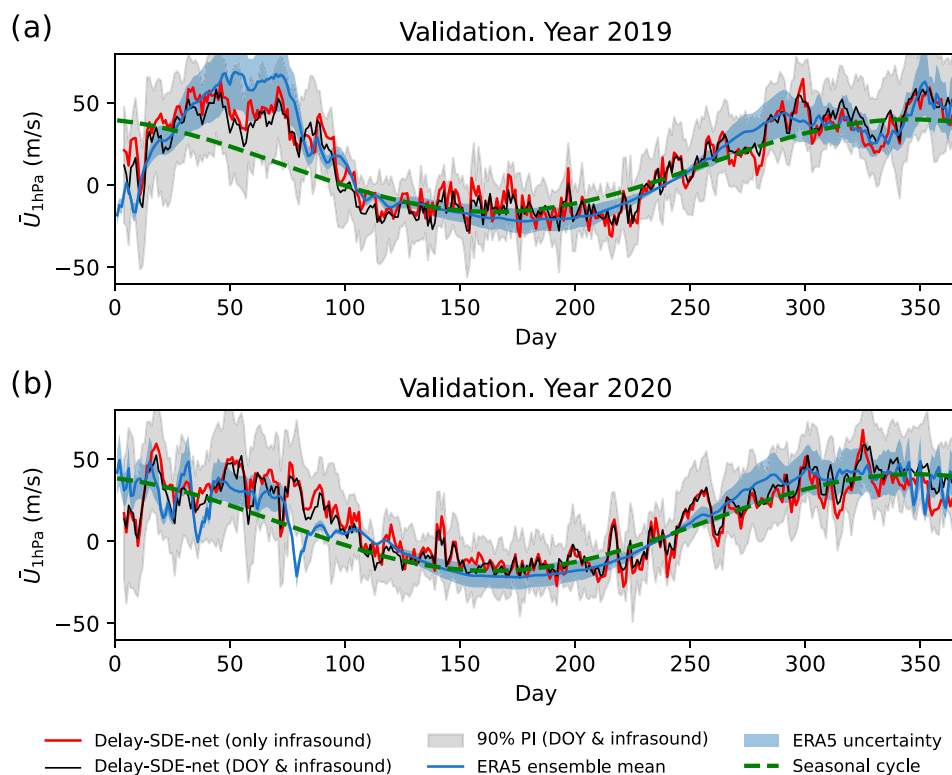 (a)
Validation. Year 2019
Ū1hPa (m/s)
50
0
−50
0 50 100 150 200 250 300 350
Day
(b)
Validation. Year 2020
Ū1hPa (m/s)
50
0
−50
0 50 100 150 200 250 300 350
Day
Delay-SDE-net (only infrasound) 90% PI (DOY & infrasound) ERA5 uncertainty
Delay-SDE-net (DOY & infrasound) ERA5 ensemble mean Seasonal cycle